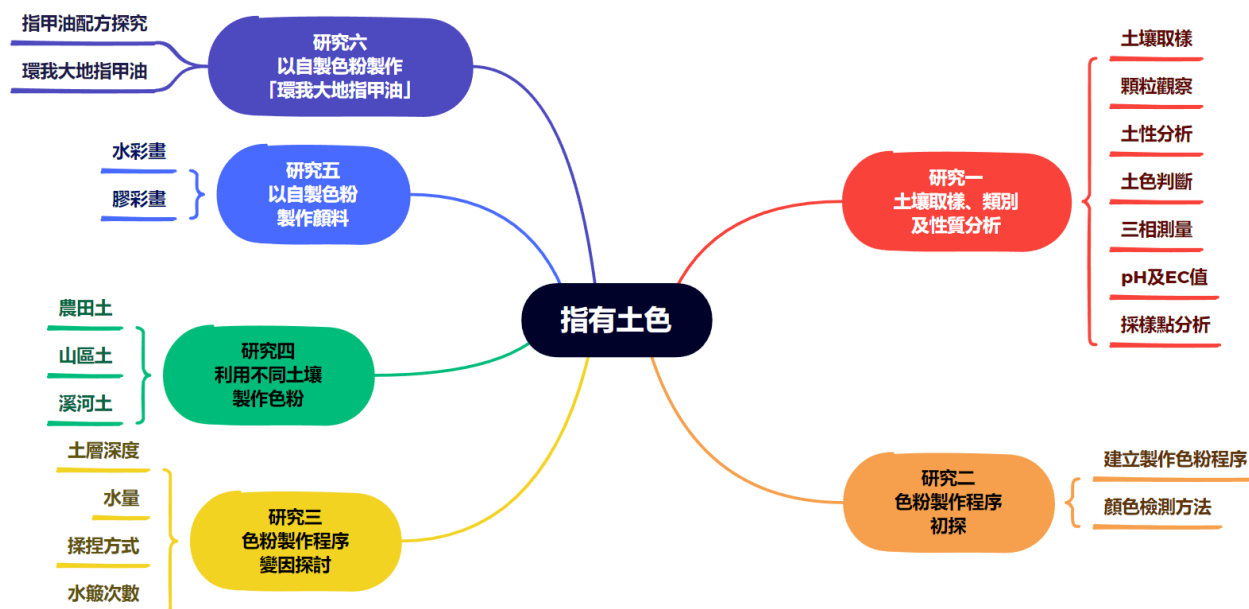 指有土色
研究一
土壤取樣、類別
及性質分析
土壤取樣
顆粒觀察
土性分析
土色判斷
三相測量
pH及EC值
採樣點分析
研究二
色粉製作程序
初探
建立製作色粉程序
顏色檢測方法
研究三
色粉製作程序
變因探討
土層深度
水量
揉捏方式
水簸次數
研究四
利用不同土壤
製作色粉
農田土
山區土
溪河土
研究五
以自製色粉
製作顏料
水彩畫
膠彩畫
研究六
以自製色粉製作
「環我大地指甲油」
指甲油配方探究
環我大地指甲油